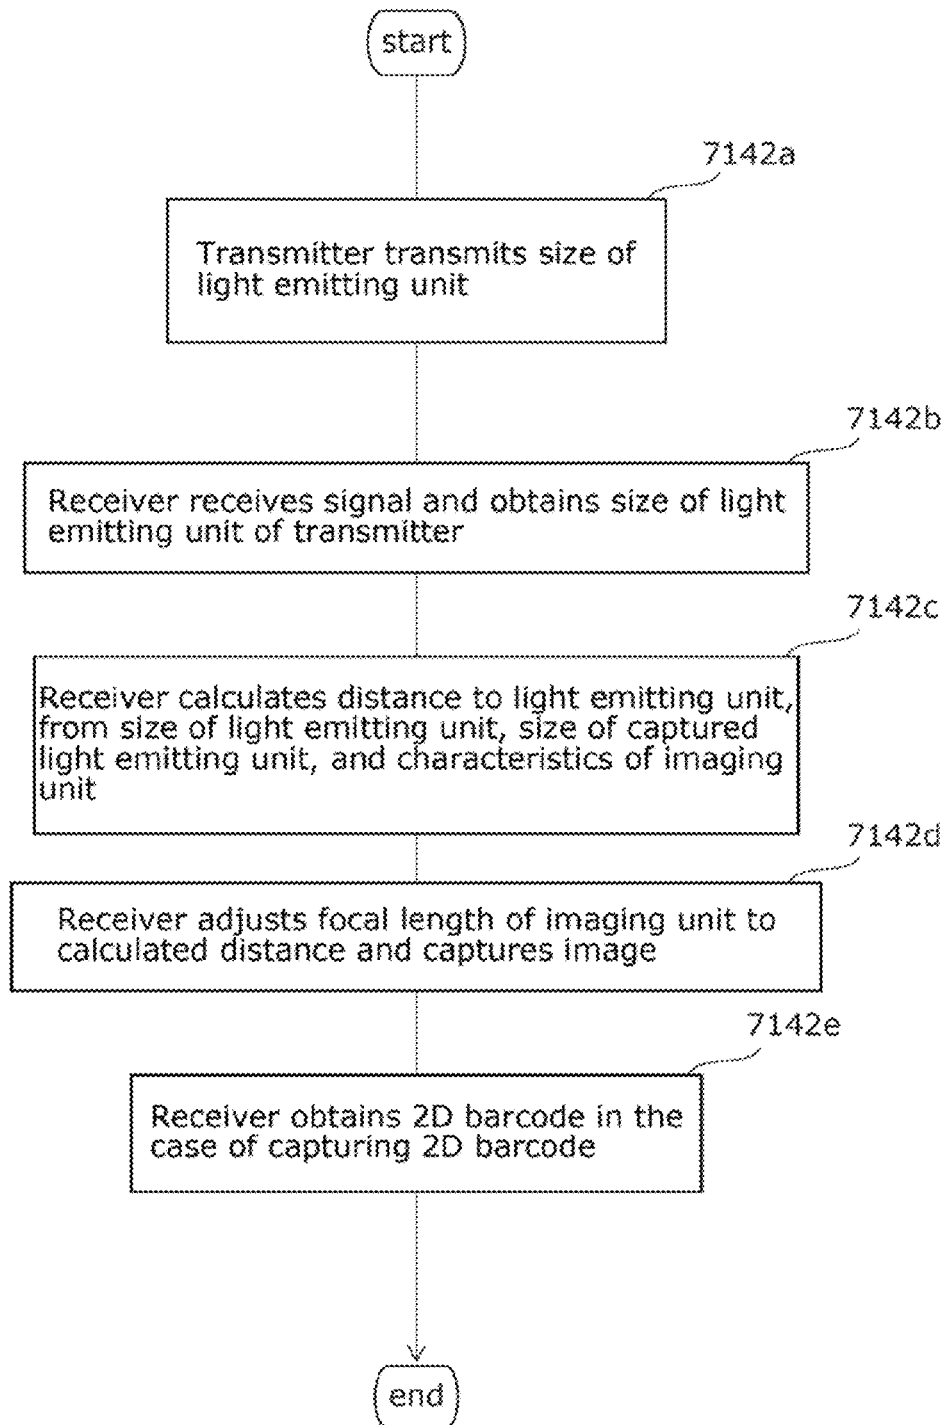 start
7142a
Transmitter transmits size of
light emitting unit
7142b
Receiver receives signal and obtains size of light
emitting unit of transmitter
7142c
Receiver calculates distance to light emitting unit,
from size of light emitting unit, size of captured
light emitting unit, and characteristics of imaging
unit
7142d
Receiver adjusts focal length of imaging unit to
calculated distance and captures image
7142e
Receiver obtains 2D barcode in the
case of capturing 2D barcode
end